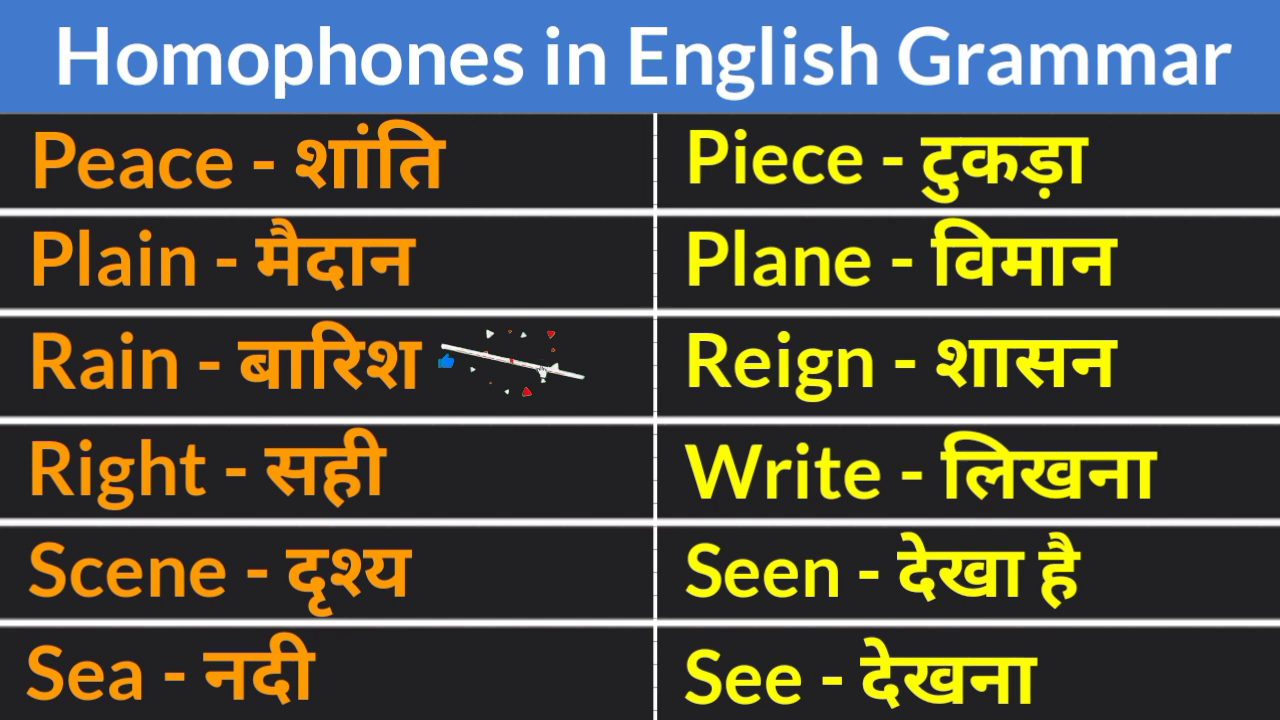 Homophones in English Grammar
Peace - शांति
Piece - टुकड़ा
Plain - मैदान
Plane - विमान
Rain - बारिश
Reign - शासन
Right - सही
Write - लिखना
Scene - दृश्य
Seen - देखा है
Sea - नदी
See - देखना